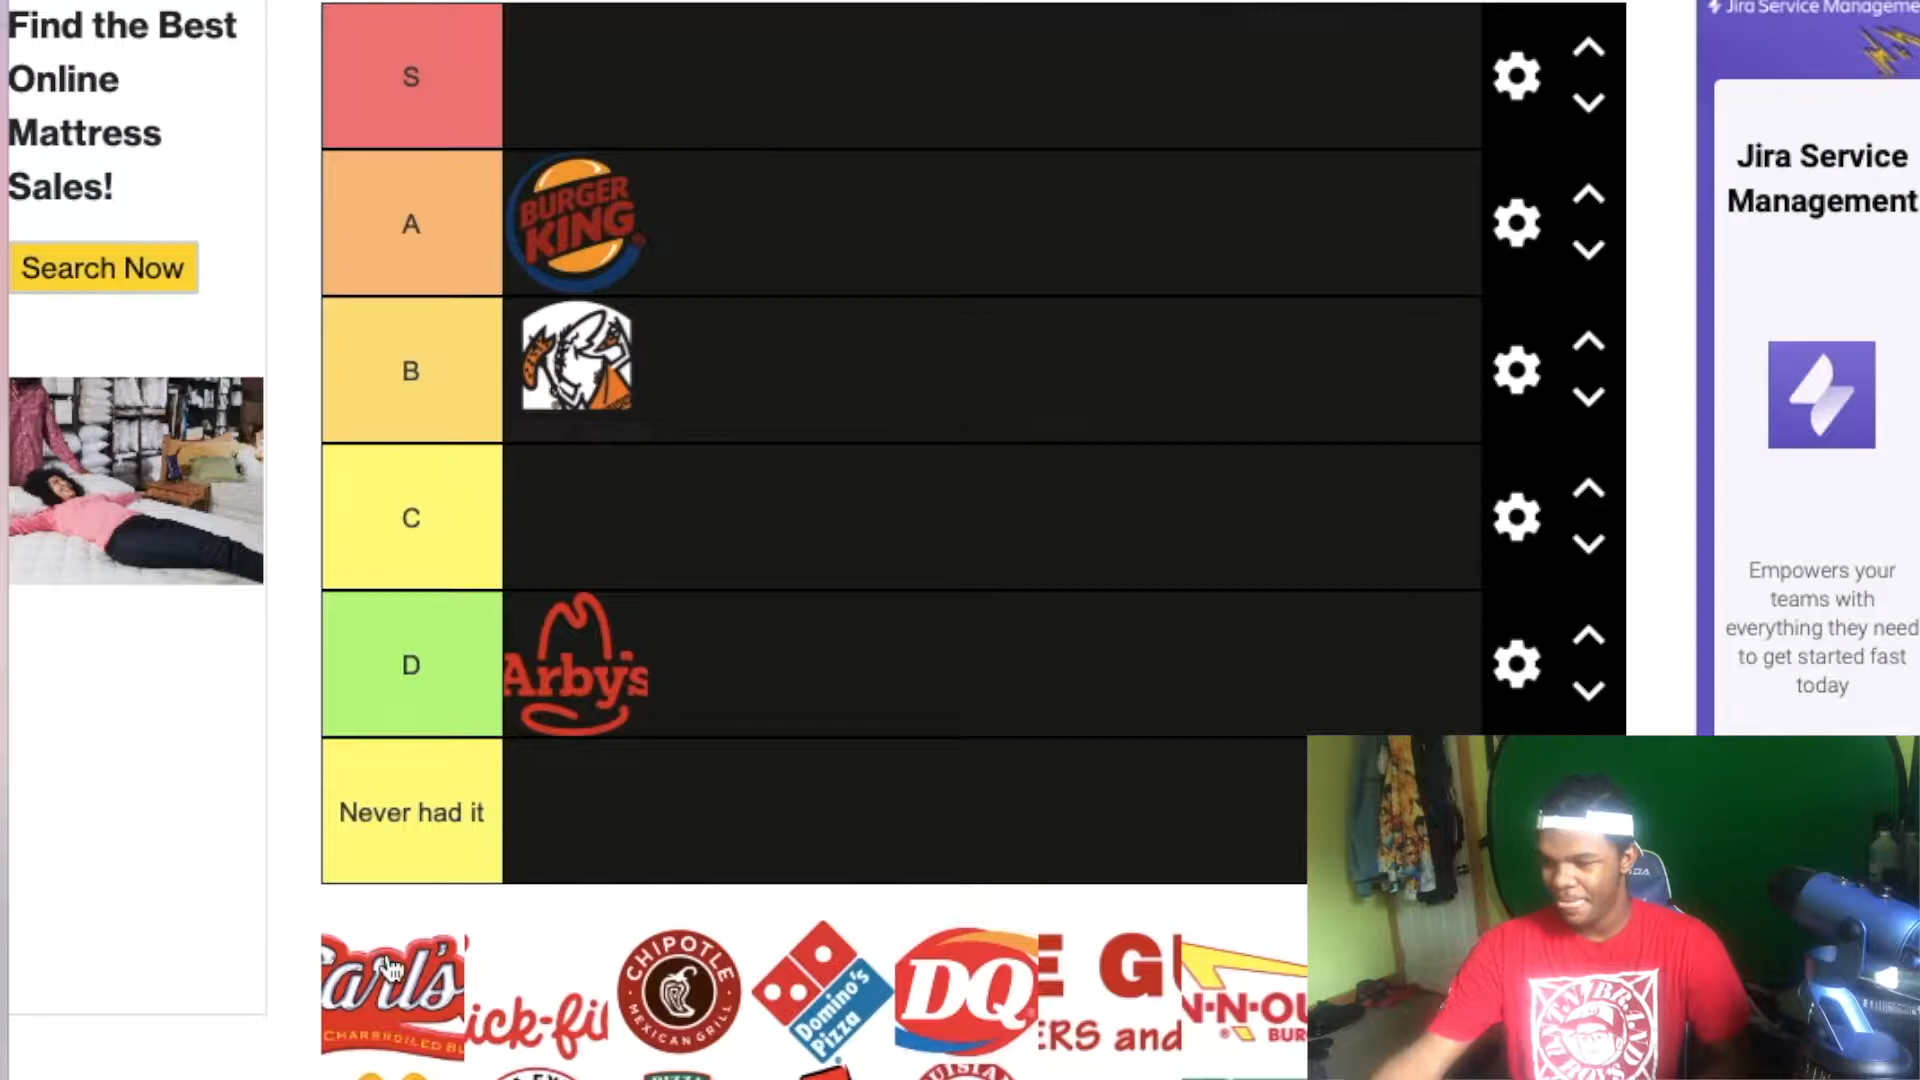 Find the Best
Online
Mattress
Sales!
Search Now
S
A
BURGER
KING
B
C
D
Arby's
Never had it
Jira Service
Management
Empowers your
teams with
everything they need
to get started fast
today
CHIPOTLE
MEXICAN GRILL
Domino's
Pizza
DQ